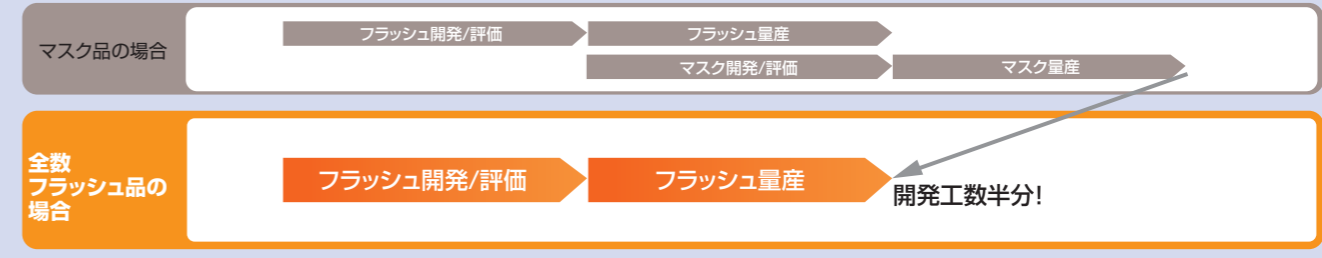 マスク品の場合
フラッシュ開発/評価
フラッシュ量産
マスク開発/評価
マスク量産
全数
フラッシュ品の
場合
フラッシュ開発/評価
フラッシュ量産
開発工数半分!